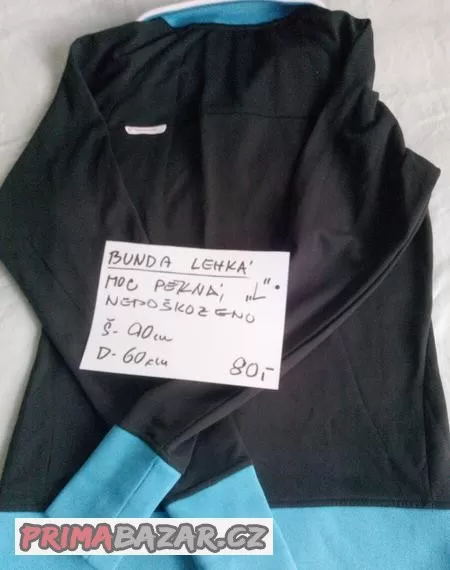 BUNDA LEHKÁ
MOC PĚKNÁ, „L".
NEPOŠKOZENO
Š- 90cm
D- 60cm
80,-
PRIMABAZAR.CZ